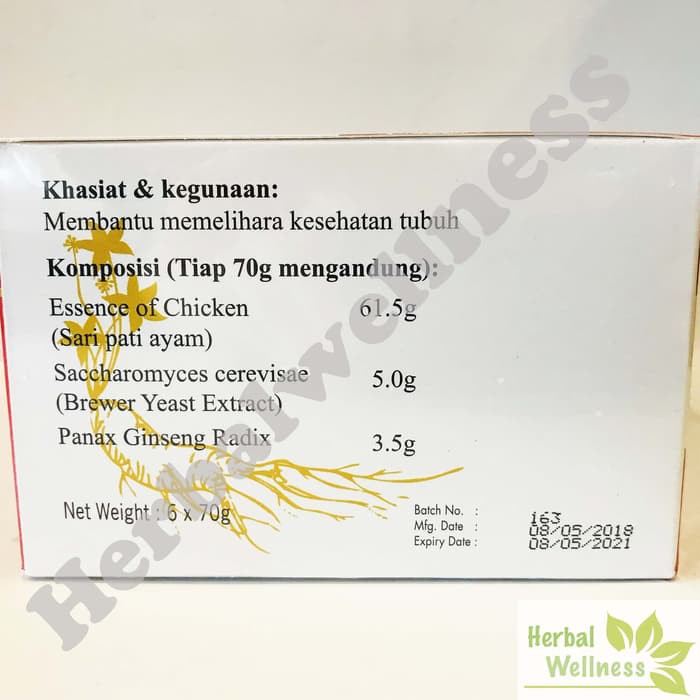 Khasiat & kegunaan:
Membantu memelihara kesehatan tubuh
Komposisi (Tiap 70g mengandung):
Essence of Chicken 61.5g
(Sari pati ayam)
Saccharomyces cerevisae 5.0g
(Brewer Yeast Extract)
Panax Ginseng Radix 3.5g
Net Weight : 6 x 70g
Batch No. : 163
Mfg. Date : 08/05/2018
Expiry Date : 08/05/2021
Herbalwellness
Herbal
Wellness